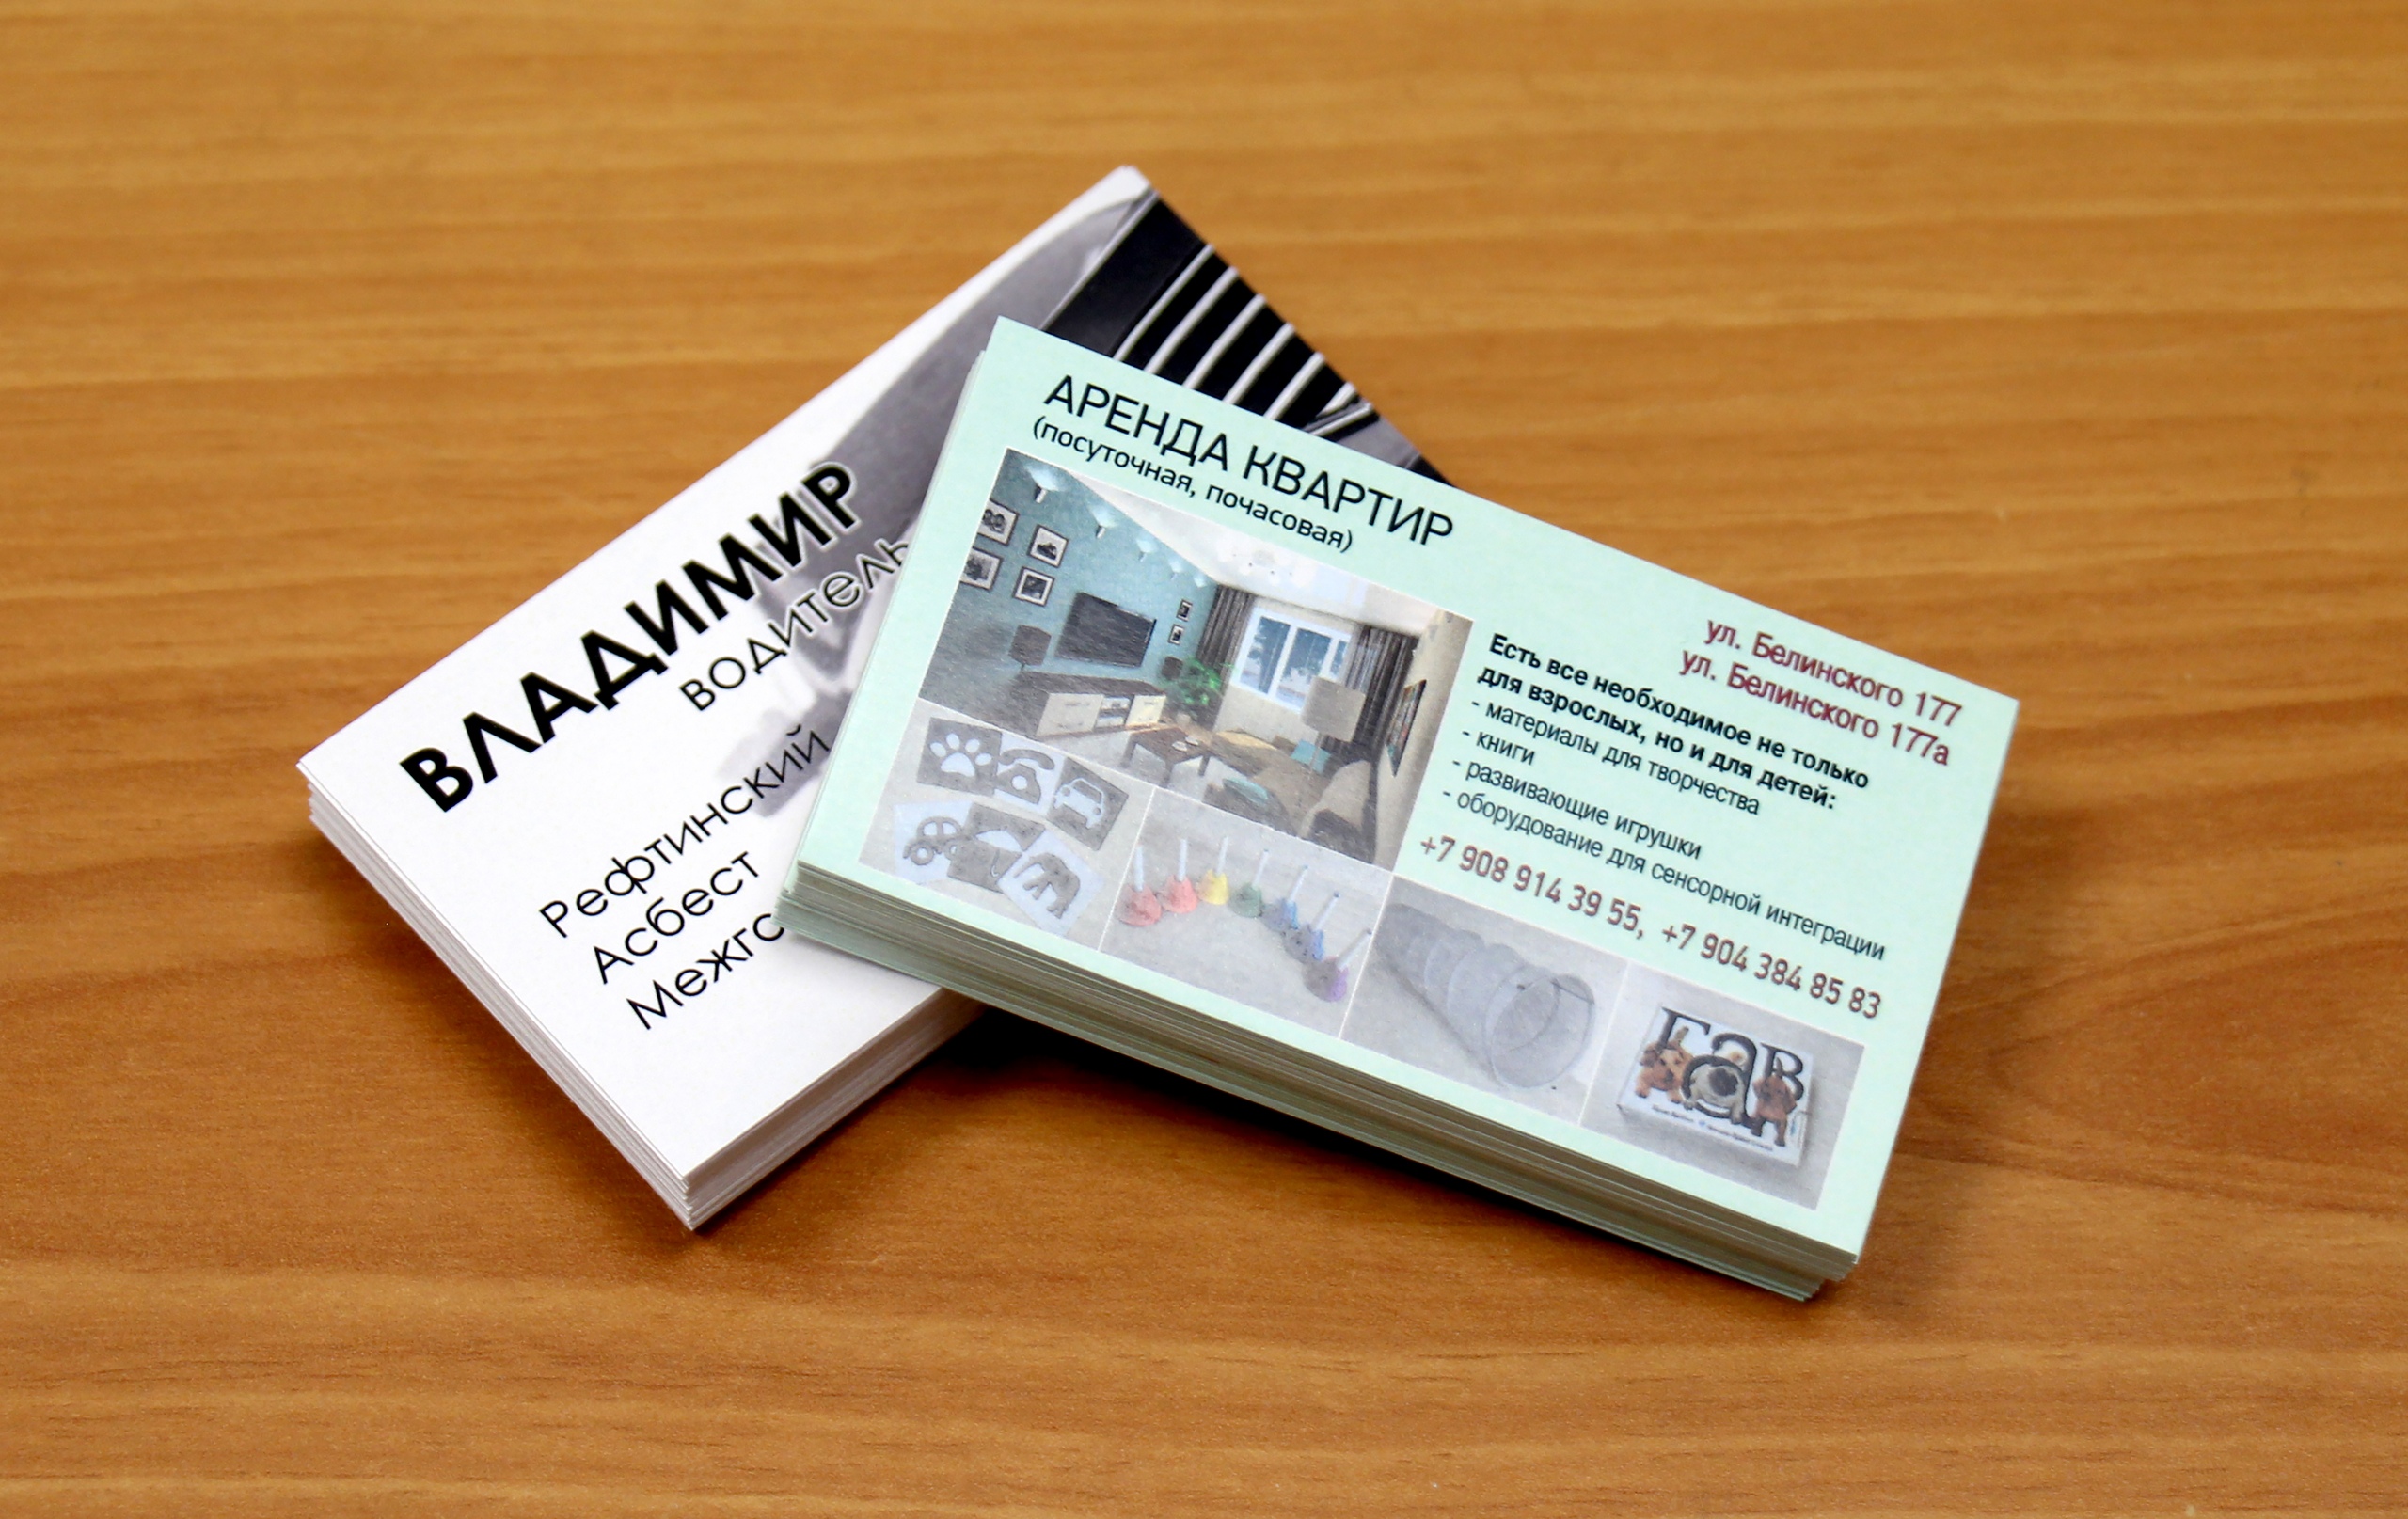 ВЛАДИМИР
водитель
Рефтинский
Асбест
АРЕНДА КВАРТИР
(посуточная, почасовая)
ул. Белинского 177
ул. Белинского 177а
Есть все необходимое не только
для взрослых, но и для детей:
- материалы для творчества
- книги
- развивающие игрушки
- оборудование для сенсорной интеграции
+7 908 914 39 55, +7 904 384 85 83
Гав